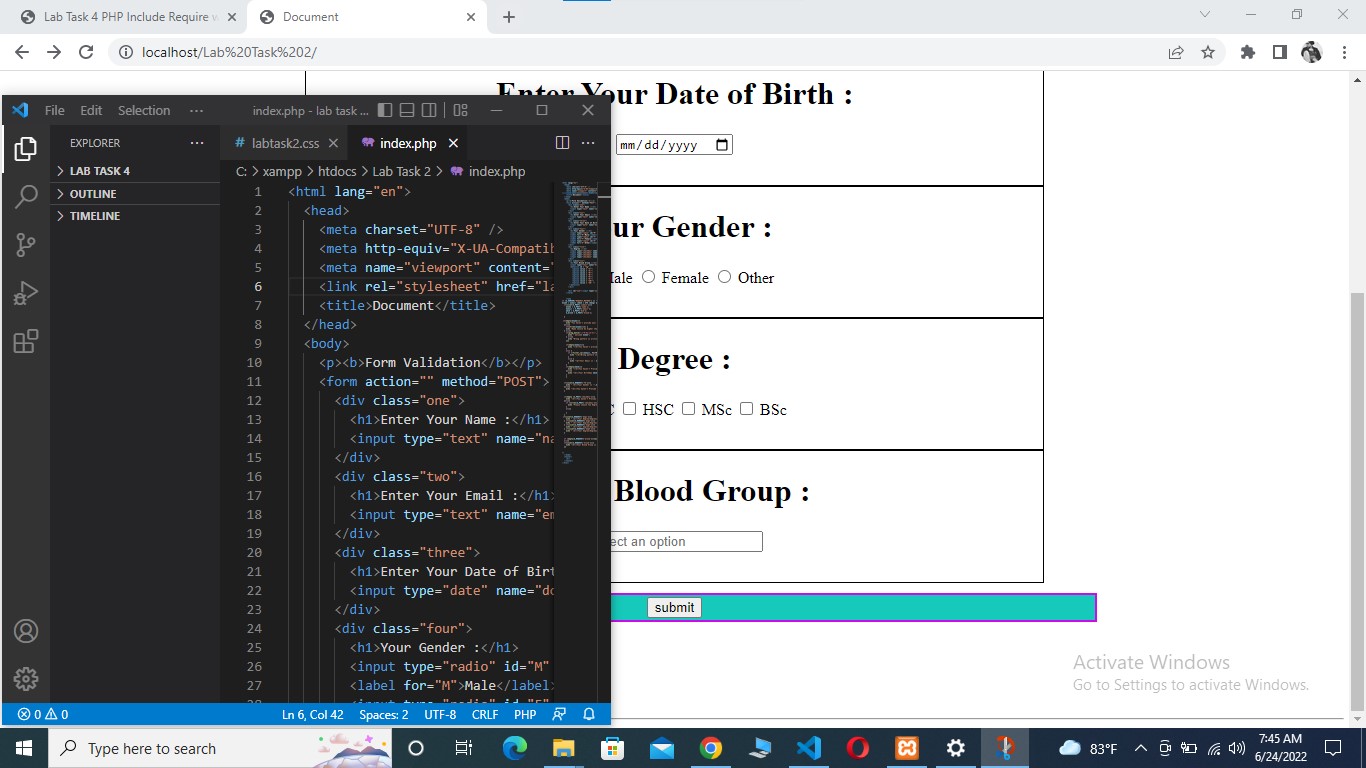 Lab Task 4 PHP Include Require
Document
localhost/Lab%20Task%202/
Enter Your Date of Birth :
mm/dd/yyyy
ur Gender :
Male Female Other
Degree :
HSC MSc BSc
Blood Group :
ect an option
submit
Activate Windows
Go to Settings to activate Windows.
File Edit Selection ··· index.php - lab task ...
EXPLORER ···
LAB TASK 4
OUTLINE
TIMELINE
# labtask2.css index.php ···
C: > xampp > htdocs > Lab Task 2 > index.php
1 <html lang="en">
2 <head>
3 <meta charset="UTF-8" />
4 <meta http-equiv="X-UA-Compatib
5 <meta name="viewport" content="
6 <link rel="stylesheet" href="la
7 <title>Document</title>
8 </head>
9 <body>
10 <p><b>Form Validation</b></p>
11 <form action="" method="POST">
12 <div class="one">
13 <h1>Enter Your Name :</h1>
14 <input type="text" name="na
15 </div>
16 <div class="two">
17 <h1>Enter Your Email :</h1>
18 <input type="text" name="em
19 </div>
20 <div class="three">
21 <h1>Enter Your Date of Birt
22 <input type="date" name="do
23 </div>
24 <div class="four">
25 <h1>Your Gender :</h1>
26 <input type="radio" id="M"
27 <label for="M">Male</label>
28 <input type="radio" id="F"
0 0 Ln 6, Col 42 Spaces: 2 UTF-8 CRLF PHP
Type here to search
83°F
7:45 AM
6/24/2022